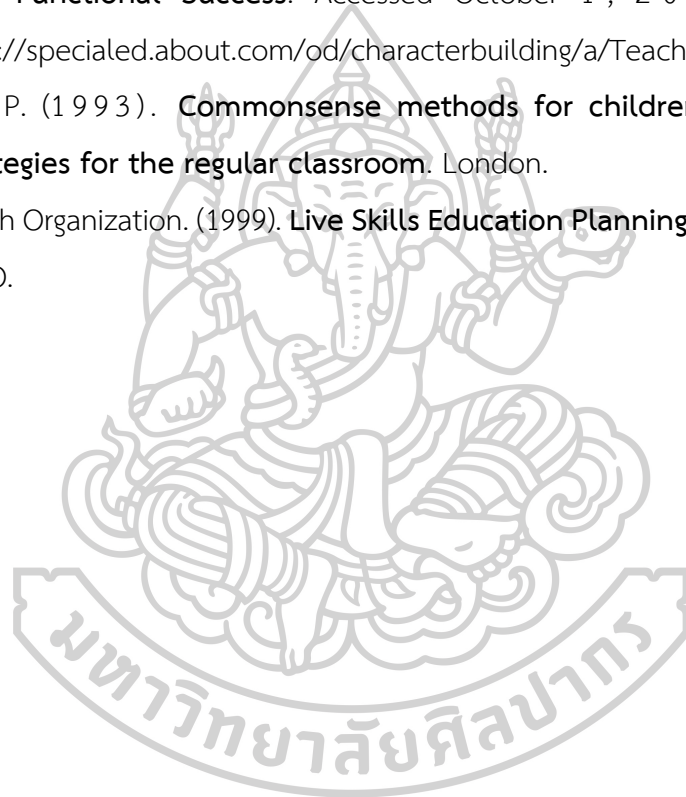 Functional Success. Accessed October 1 , 2 0
://specialed.about.com/od/characterbuilding/a/Teach
P. (1993). Commonsense methods for children
tegies for the regular classroom. London.
h Organization. (1999). Live Skills Education Planning
O.
มหาวิทยาลัยศิลปากร